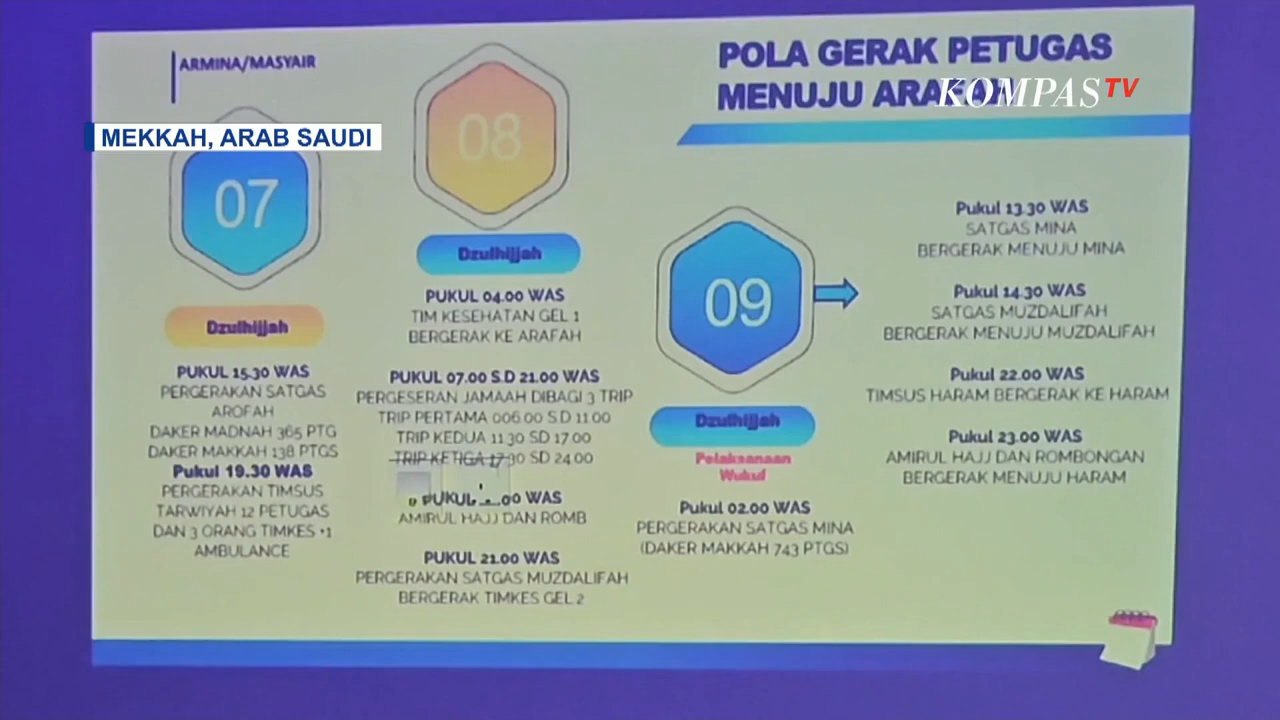 ARMINA/MASYAIR
POLA GERAK PETUGAS
MENUJU
KOMPASTV
MEKKAH, ARAB SAUDI
07
Dzulhijjah
PUKUL 15.30 WAS
PERGERAKAN SATGAS
AROFAH
DAKER MADNAH 365 PTG
DAKER MAKKAH 138 PTGS
Pukul 19.30 WAS
PERGERAKAN TIMSUS
TARWIYAH 12 PETUGAS
DAN 3 ORANG TIMKES +1
AMBULANCE
08
Dzulhijjah
PUKUL 04.00 WAS
TIM KESEHATAN GEL 1
BERGERAK KE ARAFAH
PUKUL 07.00 S.D 21.00 WAS
PERGESERAN JAMAAH DIBAGI 3 TRIP
TRIP PERTAMA 006.00 S.D 11.00
TRIP KEDUA 11.30 SD 17.00
TRIP KETIGA 17.30 SD 24.00
PUKUL WAS
AMIRUL HAJJ DAN ROMB
PUKUL 21.00 WAS
PERGERAKAN SATGAS MUZDALIFAH
BERGERAK TIMKES GEL 2
09
Dzulhijjah
Pelaksanaan
Wukuf
Pukul 02.00 WAS
PERGERAKAN SATGAS MINA
(DAKER MAKKAH 743 PTGS)
Pukul 13.30 WAS
SATGAS MINA
BERGERAK MENUJU MINA
Pukul 14.30 WAS
SATGAS MUZDALIFAH
BERGERAK MENUJU MUZDALIFAH
Pukul 22.00 WAS
TIMSUS HARAM BERGERAK KE HARAM
Pukul 23.00 WAS
AMIRUL HAJJ DAN ROMBONGAN
BERGERAK MENUJU HARAM